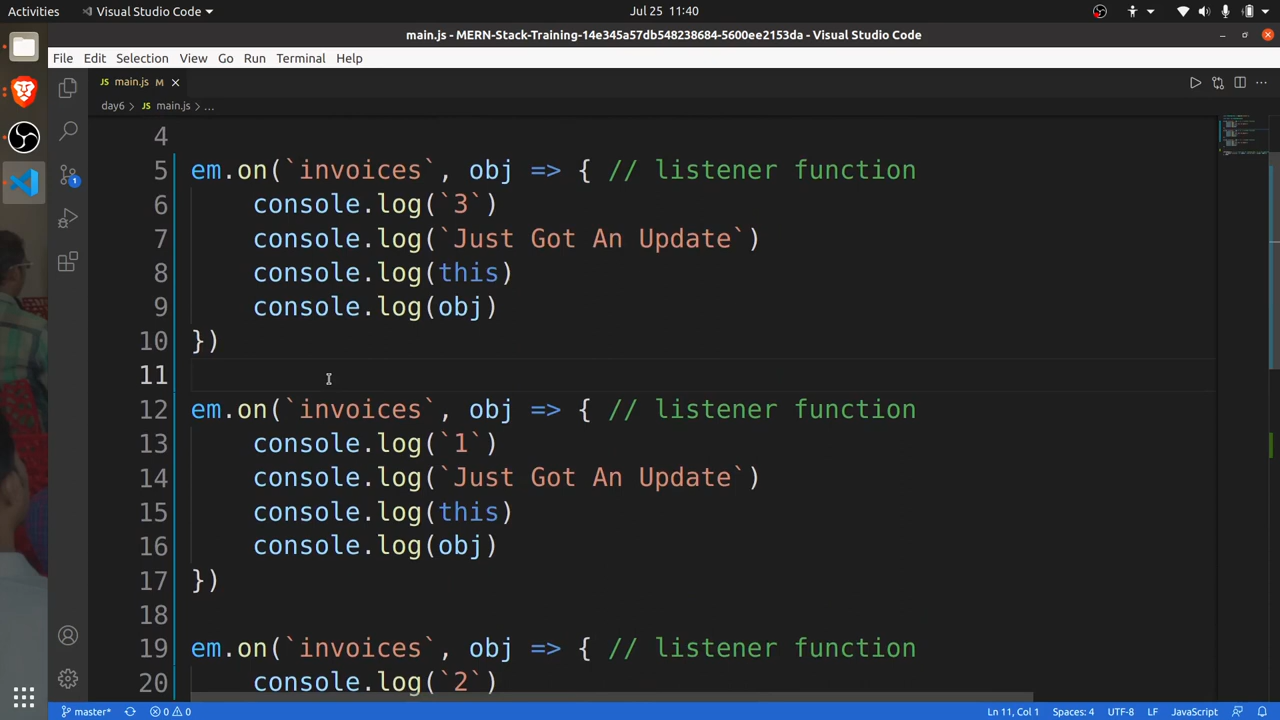 Activities
Visual Studio Code
Jul 25 11:40
main.js - MERN-Stack-Training-14e345a57db548238684-5600ee2153da - Visual Studio Code
File Edit Selection View Go Run Terminal Help
JS main.js M
day6 > JS main.js > ...
4
5 em.on(`invoices`, obj => { // listener function
6 console.log(`3`)
7 console.log(`Just Got An Update`)
8 console.log(this)
9 console.log(obj)
10 })
11
12 em.on(`invoices`, obj => { // listener function
13 console.log(`1`)
14 console.log(`Just Got An Update`)
15 console.log(this)
16 console.log(obj)
17 })
18
19 em.on(`invoices`, obj => { // listener function
20 console.log(`2`)
1
master* 0 0 Ln 11, Col 1 Spaces: 4 UTF-8 LF JavaScript